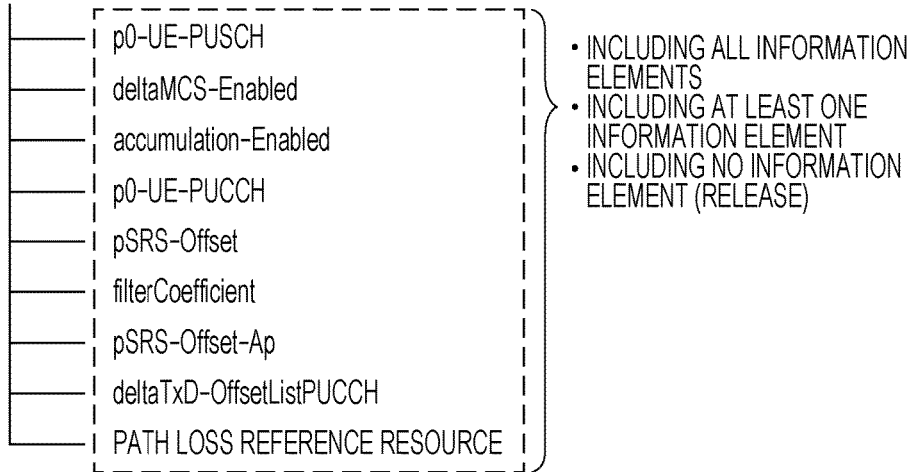 p0-UE-PUSCH
deltaMCS-Enabled
accumulation-Enabled
p0-UE-PUCCH
pSRS-Offset
filterCoefficient
pSRS-Offset-Ap
deltaTxD-OffsetListPUCCH
PATH LOSS REFERENCE RESOURCE
• INCLUDING ALL INFORMATION
ELEMENTS
• INCLUDING AT LEAST ONE
INFORMATION ELEMENT
• INCLUDING NO INFORMATION
ELEMENT (RELEASE)